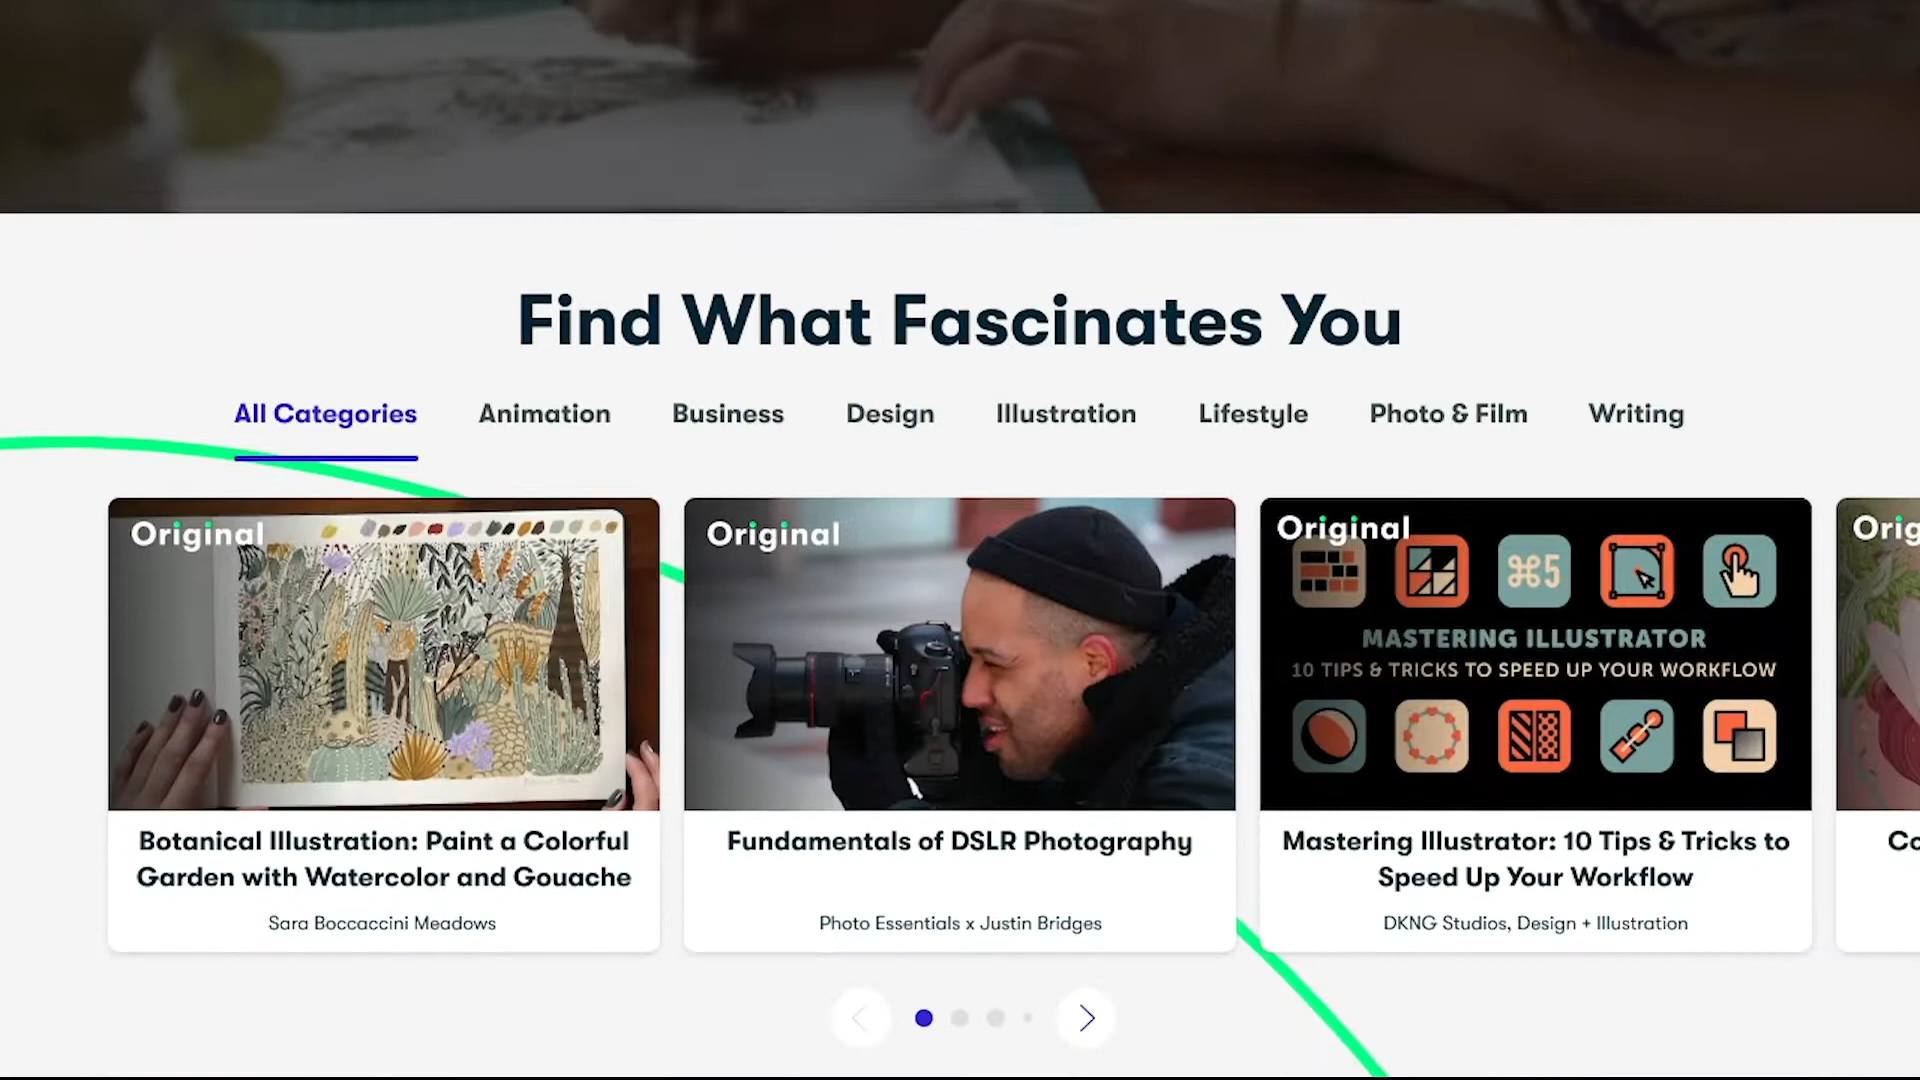 Find What Fascinates You
All Categories Animation Business Design Illustration Lifestyle Photo & Film Writing
Original
Botanical Illustration: Paint a Colorful
Garden with Watercolor and Gouache
Sara Boccaccini Meadows
Original
Fundamentals of DSLR Photography
Photo Essentials x Justin Bridges
Original
⌘5
MASTERING ILLUSTRATOR
10 TIPS & TRICKS TO SPEED UP YOUR WORKFLOW
Mastering Illustrator: 10 Tips & Tricks to
Speed Up Your Workflow
DKNG Studios, Design + Illustration
Orig
Co